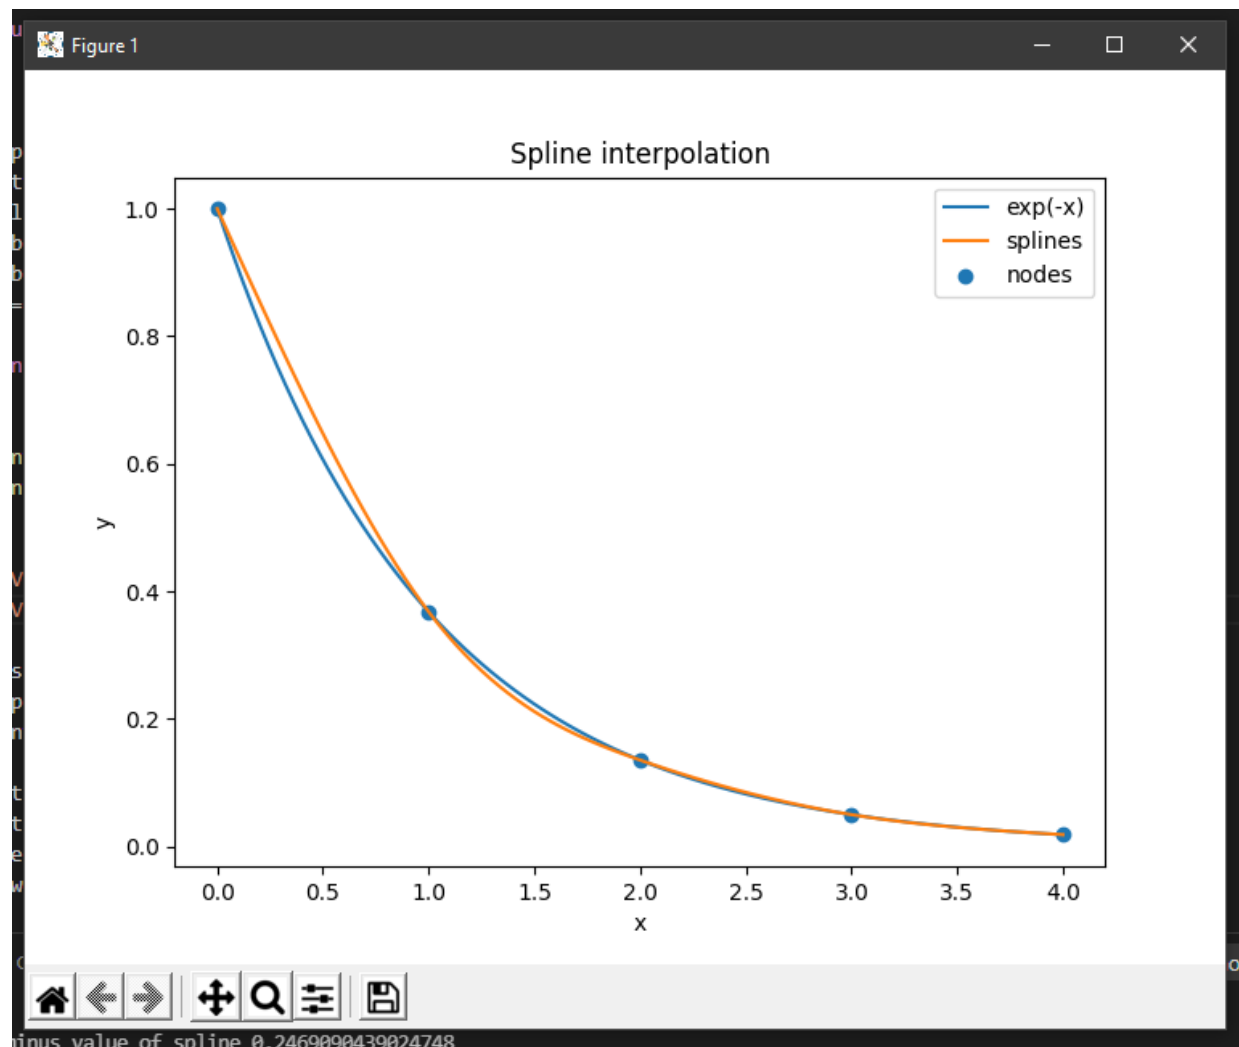 Figure 1
Spline interpolation
exp(-x)
splines
nodes
1.0
0.8
0.6
0.4
0.2
0.0
y
0.0 0.5 1.0 1.5 2.0 2.5 3.0 3.5 4.0
x
value of spline 0.2469090439024748